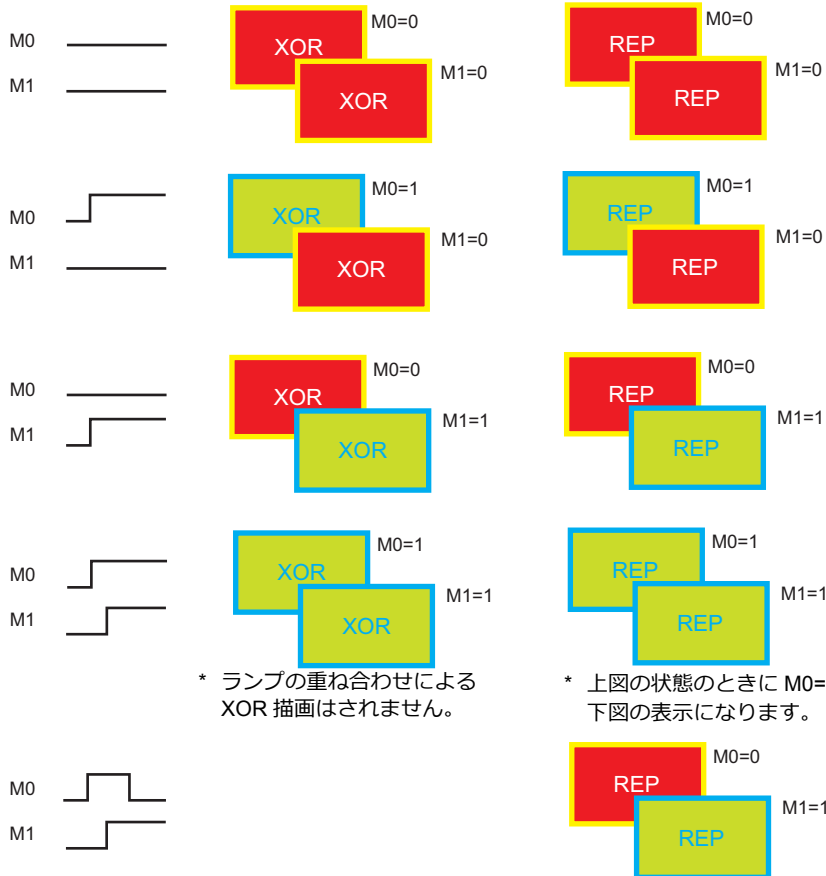 M0
M1
XOR
M0=0
XOR
M1=0
REP
M0=0
REP
M1=0
M0
M1
XOR
M0=1
XOR
M1=0
REP
M0=1
REP
M1=0
M0
M1
XOR
M0=0
XOR
M1=1
REP
M0=0
REP
M1=1
M0
M1
XOR
M0=1
XOR
M1=1
REP
M0=1
REP
M1=1
* ランプの重ね合わせによる
XOR 描画はされません。
* 上図の状態のときに M0=
下図の表示になります。
M0
M1
REP
M0=0
REP
M1=1